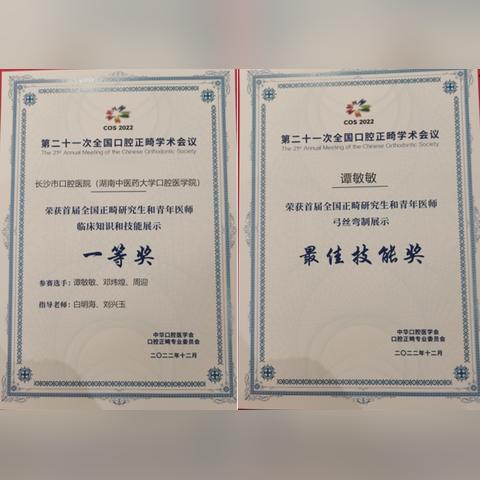 COS 2022
第二十一次全国口腔正畸学术会议
The 21st Annual Meeting of the Chinese Orthodontic Society
长沙市口腔医院（湖南中医药大学口腔医学院）
荣获首届全国正畸研究生和青年医师
临床知识和技能展示
一等奖
参赛选手：谭敏敏、邓炜煌、周迎
指导老师：白明海、刘兴玉
中华口腔医学会
口腔正畸专业委员会
二〇二二年十二月
COS 2022
第二十一次全国口腔正畸学术会议
The 21st Annual Meeting of the Chinese Orthodontic Society
谭敏敏
荣获首届全国正畸研究生和青年医师
弓丝弯制展示
最佳技能奖
中华口腔医学会
口腔正畸专业委员会
二〇二二年十二月